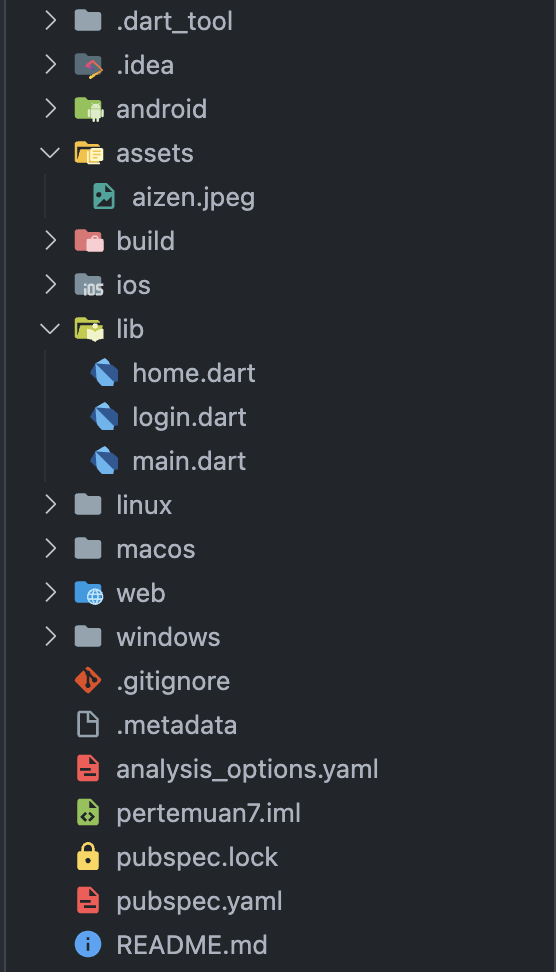 .dart_tool
.idea
android
assets
aizen.jpeg
build
ios
lib
home.dart
login.dart
main.dart
linux
macos
web
windows
.gitignore
.metadata
analysis_options.yaml
pertemuan7.iml
pubspec.lock
pubspec.yaml
README.md